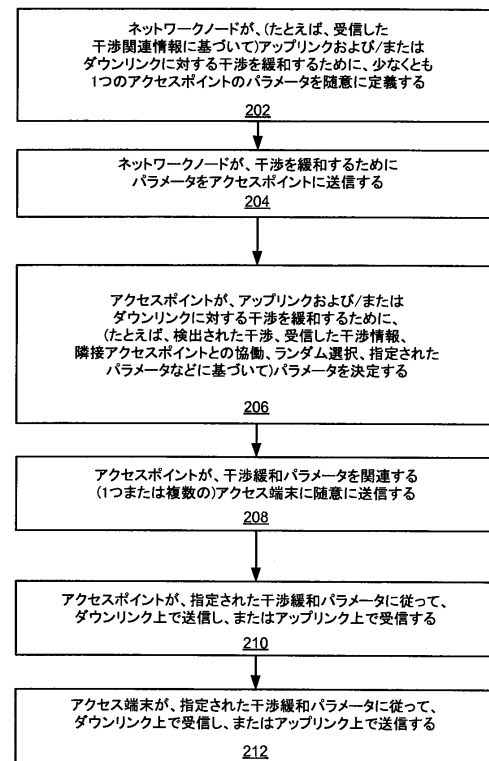 ネットワークノードが、(たとえば、受信した
干渉関連情報に基づいて)アップリンクおよび/または
ダウンリンクに対する干渉を緩和するために、少なくとも
1つのアクセスポイントのパラメータを随意に定義する
202
ネットワークノードが、干渉を緩和するために
パラメータをアクセスポイントに送信する
204
アクセスポイントが、アップリンクおよび/または
ダウンリンクに対する干渉を緩和するために、
(たとえば、検出された干渉、受信した干渉情報、
隣接アクセスポイントとの協働、ランダム選択、指定された
パラメータなどに基づいて)パラメータを決定する
206
アクセスポイントが、干渉緩和パラメータを関連する
(1つまたは複数の)アクセス端末に随意に送信する
208
アクセスポイントが、指定された干渉緩和パラメータに従って、
ダウンリンク上で送信し、またはアップリンク上で受信する
210
アクセス端末が、指定された干渉緩和パラメータに従って、
ダウンリンク上で受信し、またはアップリンク上で送信する
212